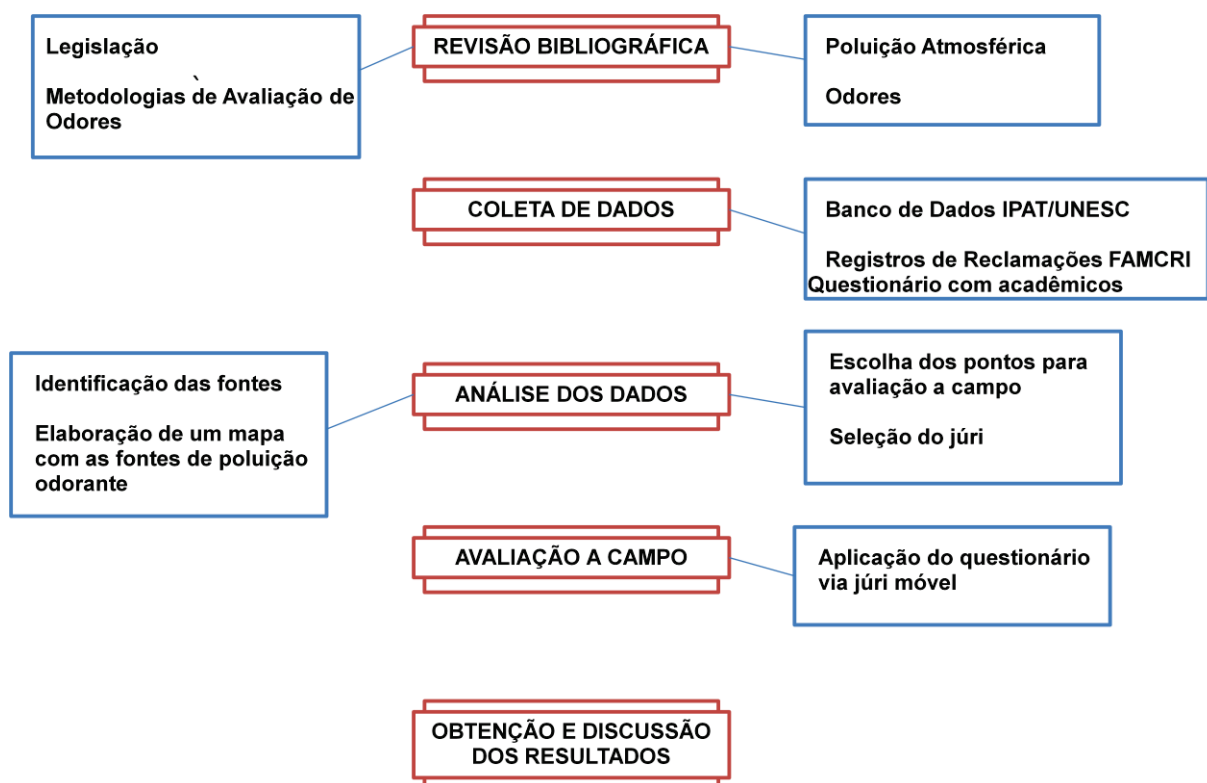 Legislação
Metodologias de Avaliação de
Odores
REVISÃO BIBLIOGRÁFICA
Poluição Atmosférica
Odores
COLETA DE DADOS
Banco de Dados IPAT/UNESC
Registros de Reclamações FAMCRI
Questionário com acadêmicos
Identificação das fontes
Elaboração de um mapa
com as fontes de poluição
odorante
ANÁLISE DOS DADOS
Escolha dos pontos para
avaliação a campo
Seleção do júri
AVALIAÇÃO A CAMPO
Aplicação do questionário
via júri móvel
OBTENÇÃO E DISCUSSÃO
DOS RESULTADOS